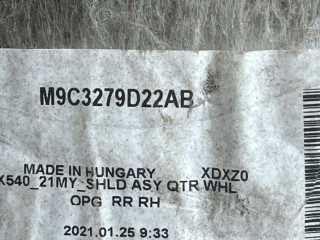 M9C3279D22AB
MADE IN HUNGARY XDXZ0
X540_21MY_SHLD ASY QTR WHL
OPG RR RH
2021.01.25 9:33